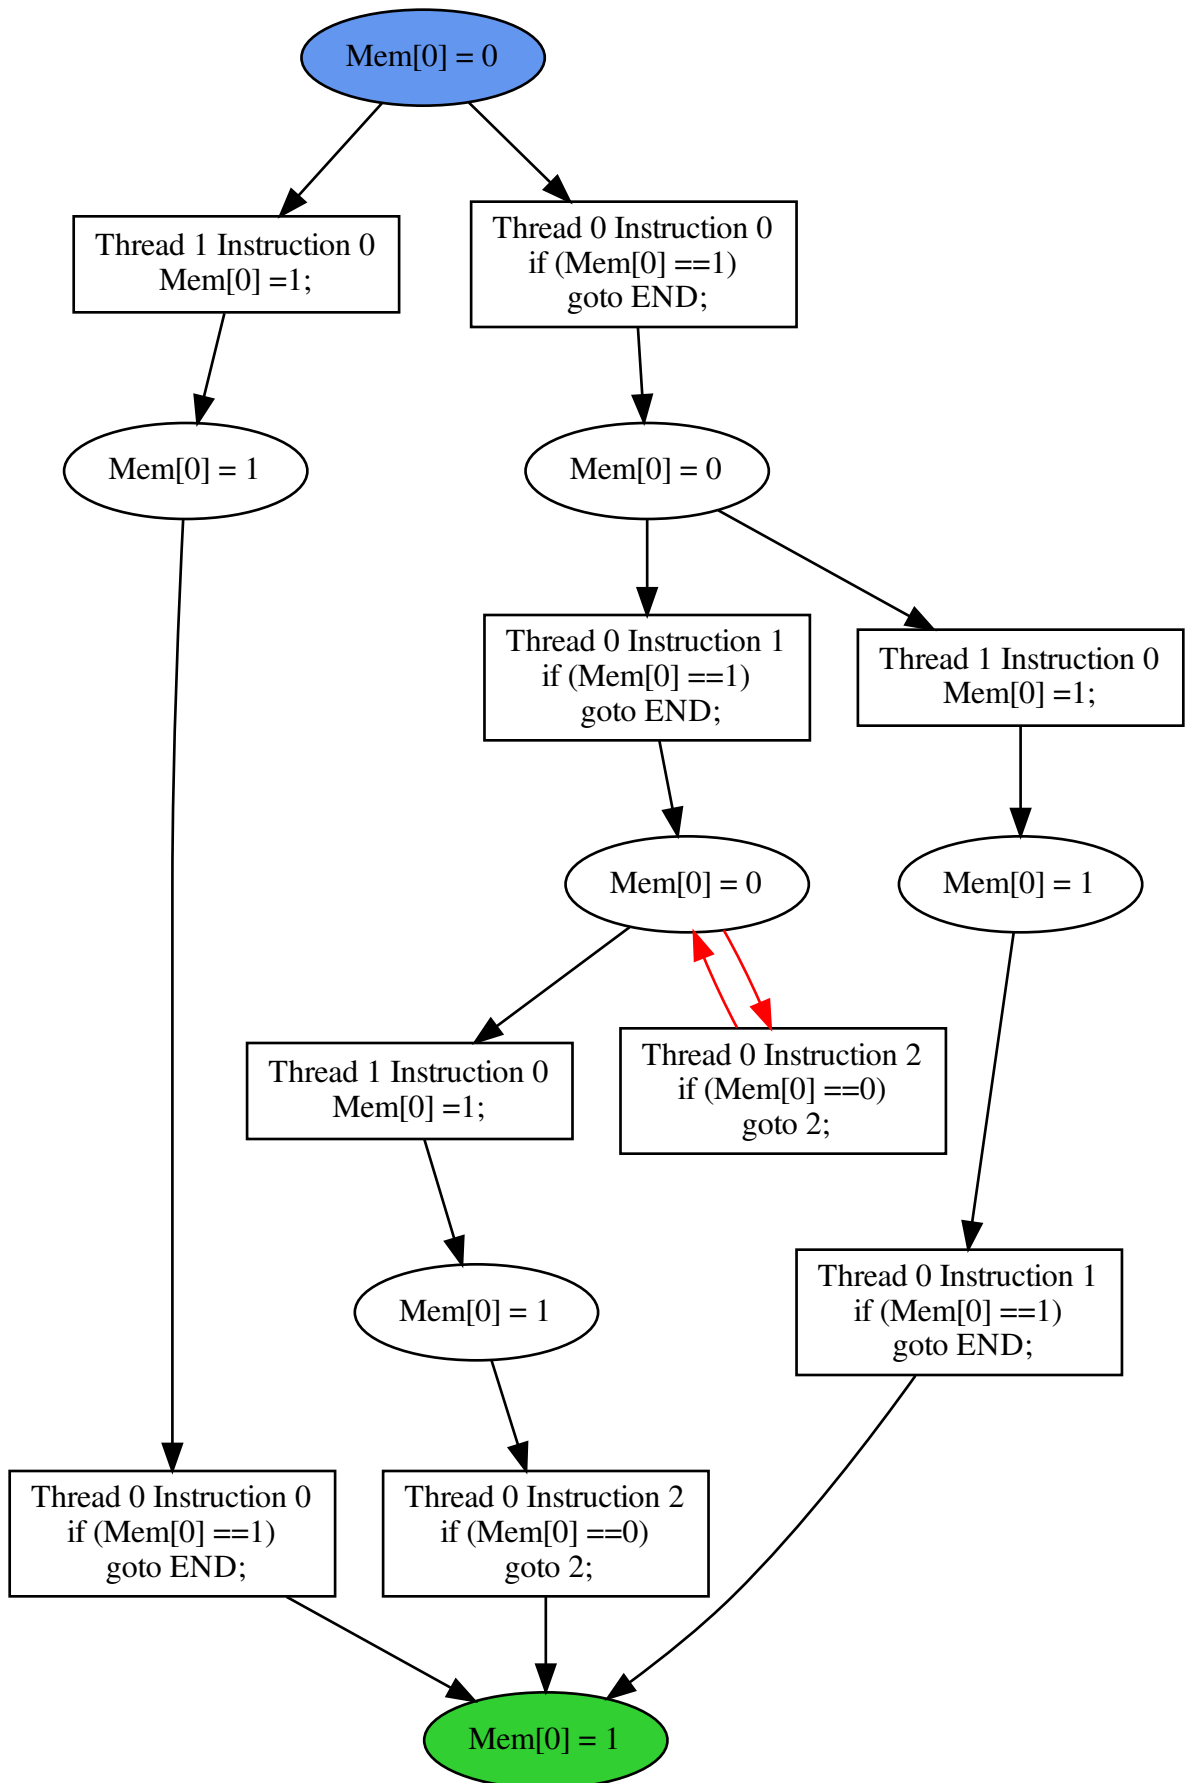 Mem[0] = 0
Thread 1 Instruction 0
Mem[0] =1;
Thread 0 Instruction 0
if (Mem[0] ==1)
goto END;
Mem[0] = 1
Mem[0] = 0
Thread 0 Instruction 1
if (Mem[0] ==1)
goto END;
Thread 1 Instruction 0
Mem[0] =1;
Mem[0] = 0
Mem[0] = 1
Thread 1 Instruction 0
Mem[0] =1;
Thread 0 Instruction 2
if (Mem[0] ==0)
goto 2;
Mem[0] = 1
Thread 0 Instruction 1
if (Mem[0] ==1)
goto END;
Thread 0 Instruction 0
if (Mem[0] ==1)
goto END;
Thread 0 Instruction 2
if (Mem[0] ==0)
goto 2;
Mem[0] = 1